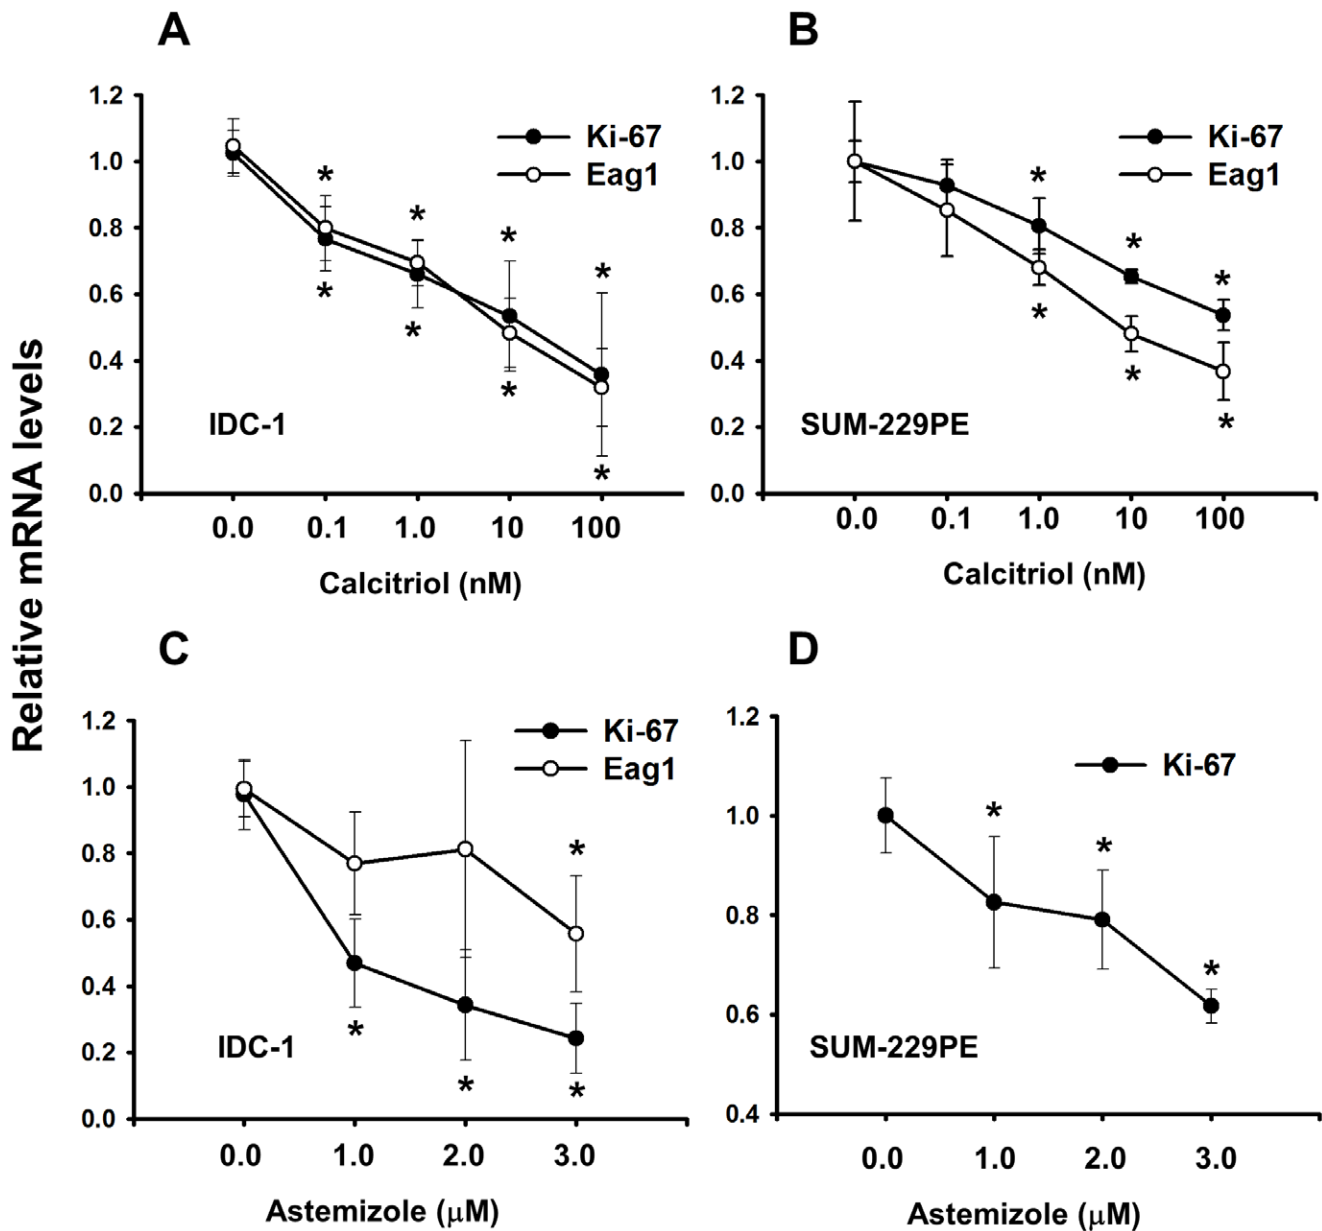 Relative mRNA levels
A
1.2
1.0
0.8
0.6
0.4
0.2
0.0
Ki-67
Eag1
*
*
*
*
*
*
*
*
IDC-1
0.0 0.1 1.0 10 100
Calcitriol (nM)
B
1.2
1.0
0.8
0.6
0.4
0.2
0.0
Ki-67
Eag1
*
*
*
*
*
*
SUM-229PE
0.0 0.1 1.0 10 100
Calcitriol (nM)
C
1.2
1.0
0.8
0.6
0.4
0.2
0.0
Ki-67
Eag1
*
*
*
*
IDC-1
0.0 1.0 2.0 3.0
Astemizole (μM)
D
1.2
1.0
0.8
0.6
0.4
Ki-67
*
*
*
SUM-229PE
0.0 1.0 2.0 3.0
Astemizole (μM)